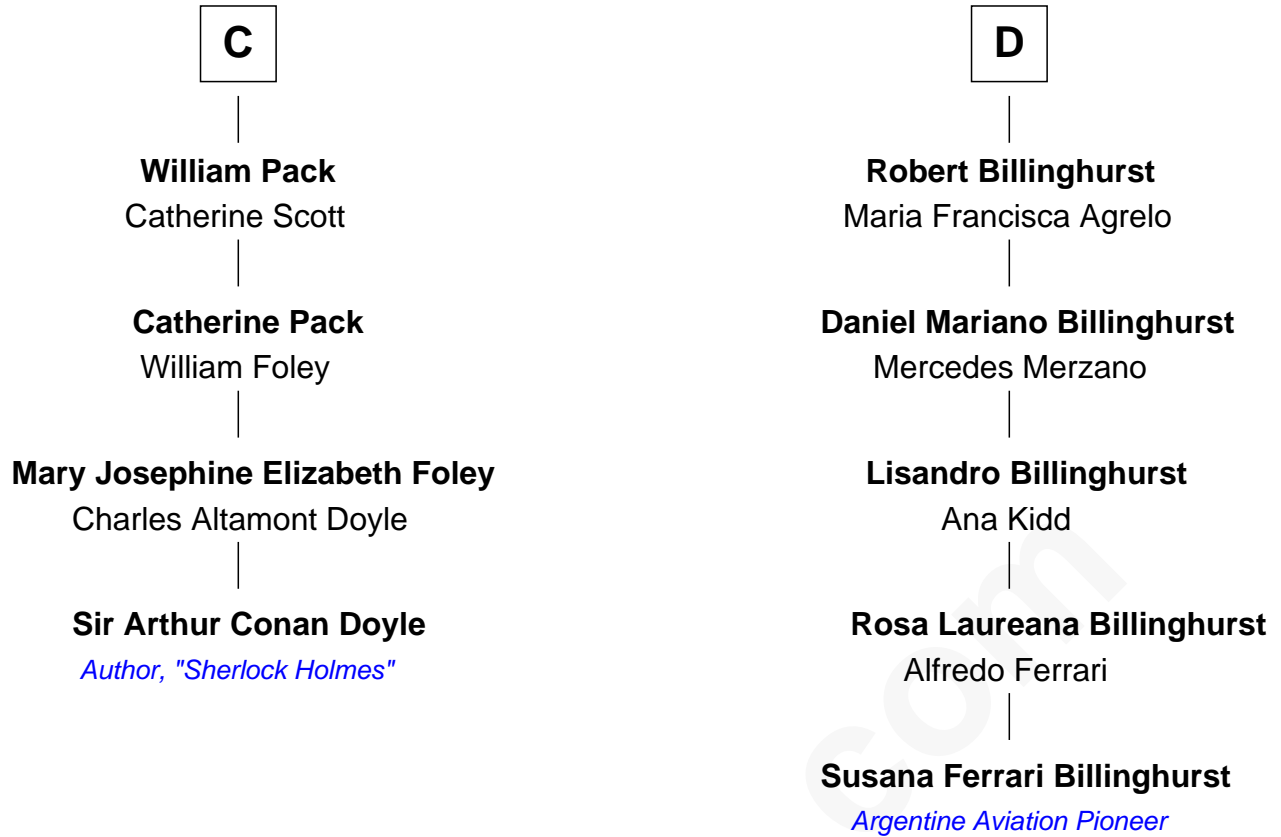 C
William Pack
Catherine Scott
Catherine Pack
William Foley
Mary Josephine Elizabeth Foley
Charles Altamont Doyle
Sir Arthur Conan Doyle
Author, "Sherlock Holmes"
D
Robert Billinghurst
Maria Francisca Agrelo
Daniel Mariano Billinghurst
Mercedes Merzano
Lisandro Billinghurst
Ana Kidd
Rosa Laureana Billinghurst
Alfredo Ferrari
Susana Ferrari Billinghurst
Argentine Aviation Pioneer
com